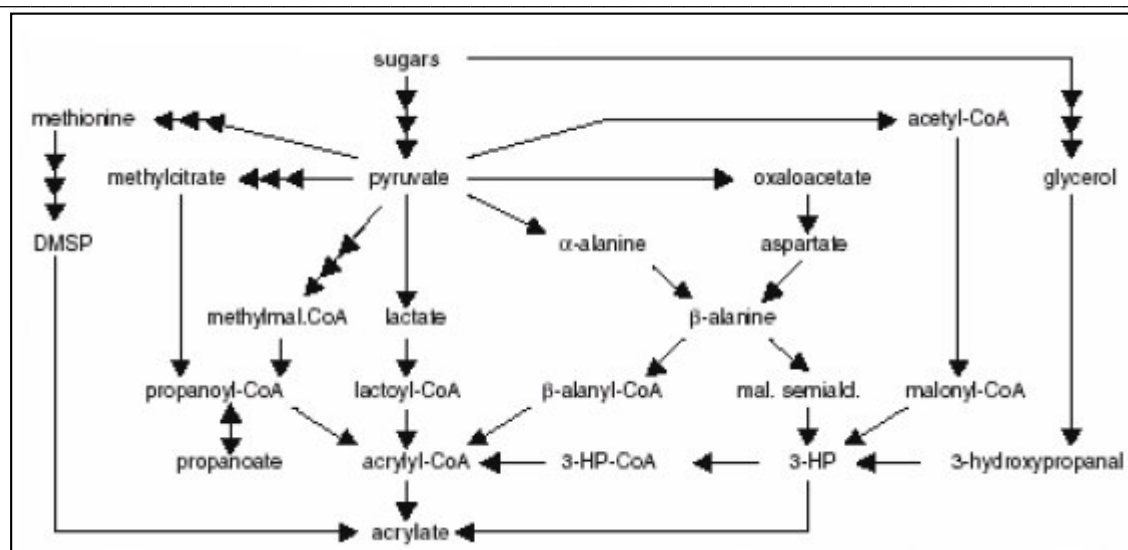 sugars
methionine acetyl-CoA
methylcitrate pyruvate oxaloacetate glycerol
DMSP α-alanine aspartate
methylmal.CoA lactate β-alanine
propanoyl-CoA lactoyl-CoA β-alanyl-CoA mal. semiald. malonyl-CoA
propanoate acrylyl-CoA 3-HP-CoA 3-HP 3-hydroxypropanal
acrylate